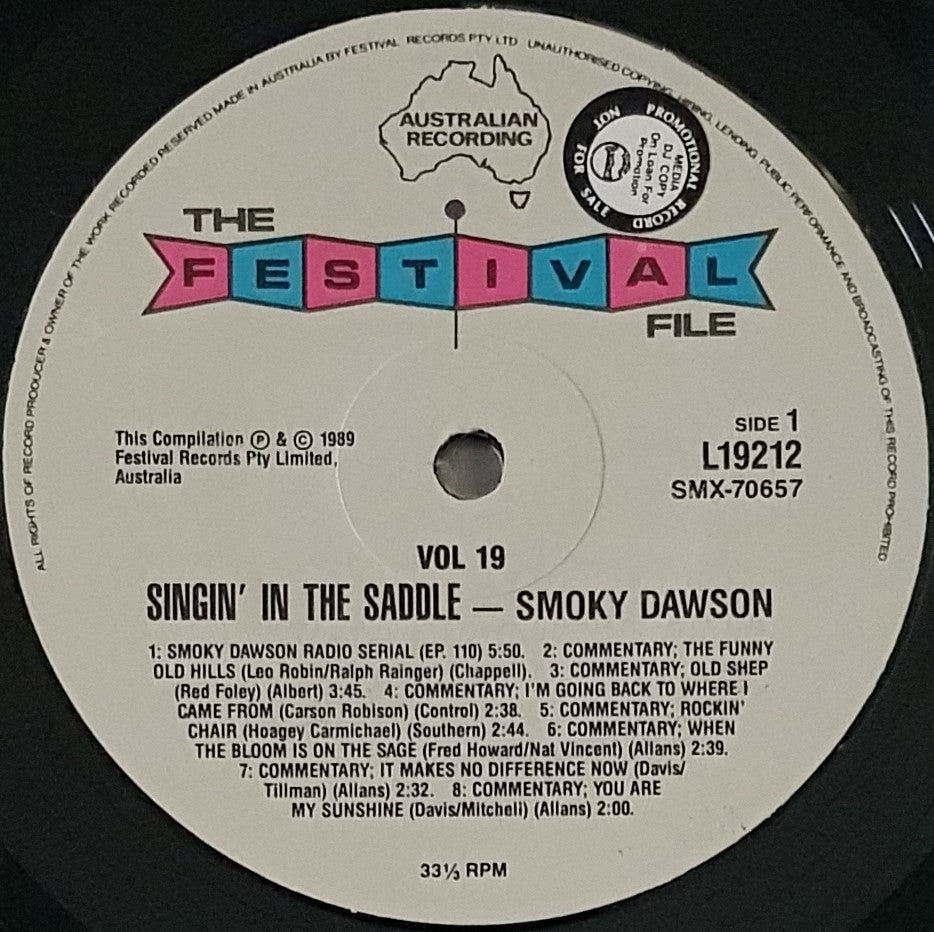 ALL RIGHTS OF RECORD PRODUCER & OWNER OF THE WORK RECORDED RESERVED MADE IN AUSTRALIA BY FESTIVAL RECORDS PTY LTD UNAUTHORISED COPYING, HIRING, LENDING, PUBLIC PERFORMANCE AND BROADCASTING OF THIS RECORD PROHIBITED
AUSTRALIAN
RECORDING
PROMOTIONAL RECORD
NOT FOR SALE
MEDIA
DJ COPY
On Loan For
Promotion
THE
FESTIVAL
FILE
This Compilation Ⓟ & © 1989
Festival Records Pty Limited,
Australia
SIDE 1
L19212
SMX-70657
VOL 19
SINGIN' IN THE SADDLE — SMOKY DAWSON
1: SMOKY DAWSON RADIO SERIAL (EP. 110) 5:50. 2: COMMENTARY; THE FUNNY
OLD HILLS (Leo Robin/Ralph Rainger) (Chappell). 3: COMMENTARY; OLD SHEP
(Red Foley) (Albert) 3:45. 4: COMMENTARY; I'M GOING BACK TO WHERE I
CAME FROM (Carson Robison) (Control) 2:38. 5: COMMENTARY; ROCKIN'
CHAIR (Hoagey Carmichael) (Southern) 2:44. 6: COMMENTARY; WHEN
THE BLOOM IS ON THE SAGE (Fred Howard/Nat Vincent) (Allans) 2:39.
7: COMMENTARY; IT MAKES NO DIFFERENCE NOW (Davis/
Tillman) (Allans) 2:32. 8: COMMENTARY; YOU ARE
MY SUNSHINE (Davis/Mitchell) (Allans) 2:00.
33⅓ RPM